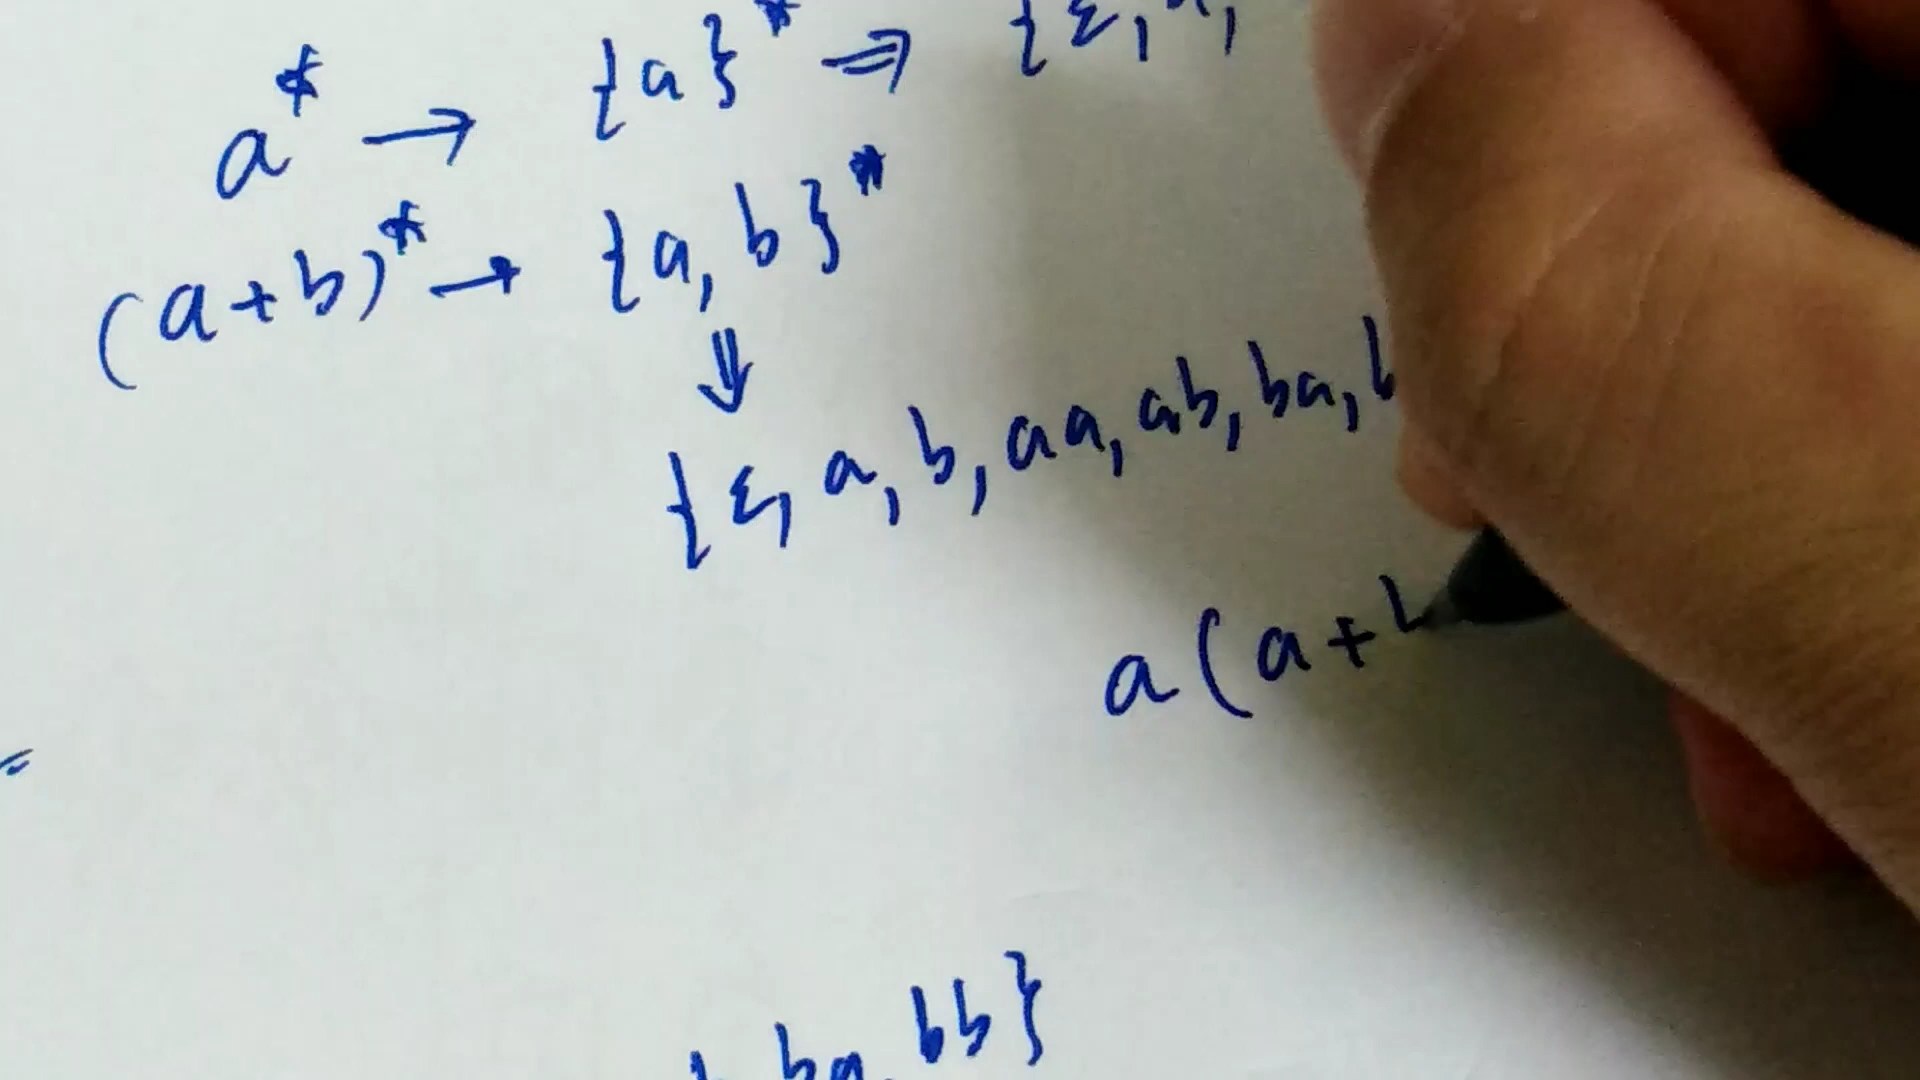 a* → {a}* ⇒ {ε,
(a+b)* → {a, b}*
⇓
{ε, a, b, aa, ab, ba,
a(a+
=
ba, bb}